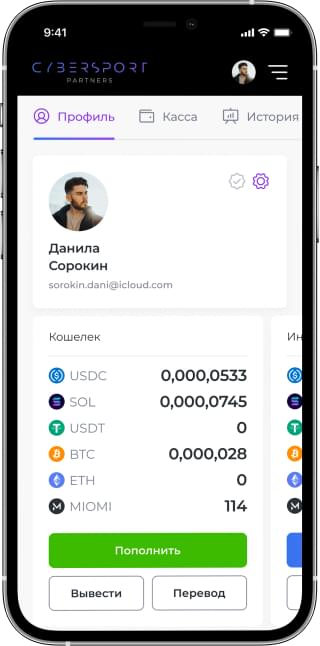 9:41
CYBERSPORT
PARTNERS
Профиль
Касса
История
Данила
Сорокин
sorokin.dani@icloud.com
Кошелек
Ин
USDC 0,000,0533
SOL 0,000,0745
USDT 0
BTC 0,000,028
ETH 0
MIOMI 114
Пополнить
Вывести
Перевод